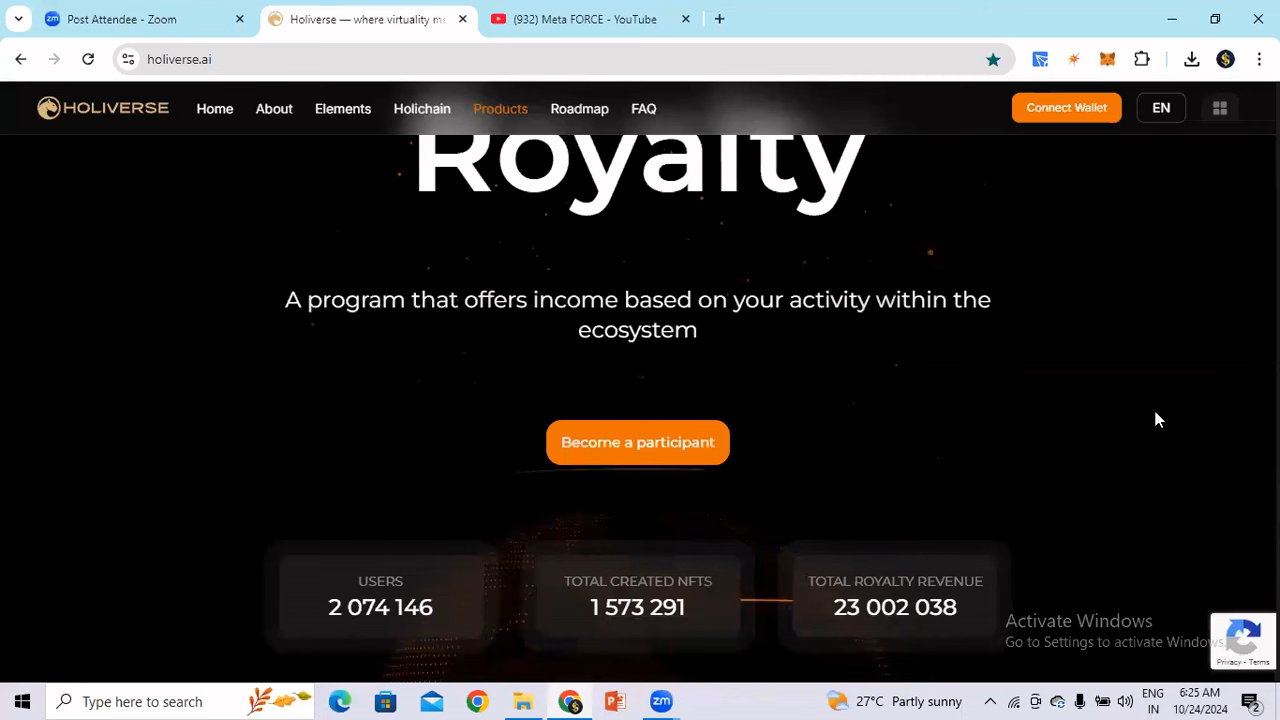 Post Attendee - Zoom
Holiverse — where virtuality m
(932) Meta FORCE - YouTube
holiverse.ai
HOLIVERSE
Home
About
Elements
Holichain
Products
Roadmap
FAQ
Connect Wallet
EN
Royalty
A program that offers income based on your activity within the
ecosystem
Become a participant
USERS
2 074 146
TOTAL CREATED NFTS
1 573 291
TOTAL ROYALTY REVENUE
23 002 038
Activate Windows
Go to Settings to activate Windows
Privacy - Terms
Type here to search
27°C Partly sunny
ENG
IN
6:25 AM
10/24/2024
2